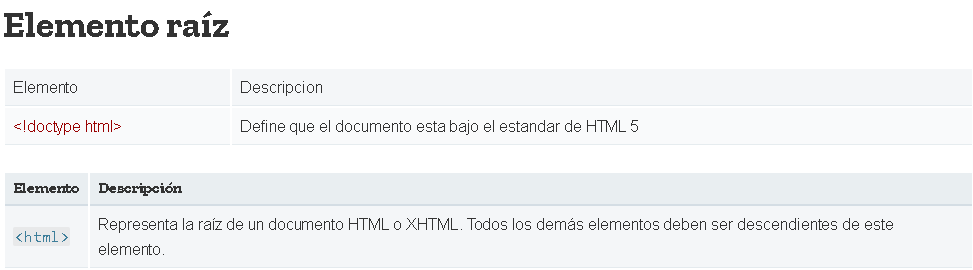 Elemento raíz
Elemento Descripcion
<!doctype html> Define que el documento esta bajo el estandar de HTML 5
Elemento Descripción
<html> Representa la raíz de un documento HTML o XHTML. Todos los demás elementos deben ser descendientes de este
elemento.